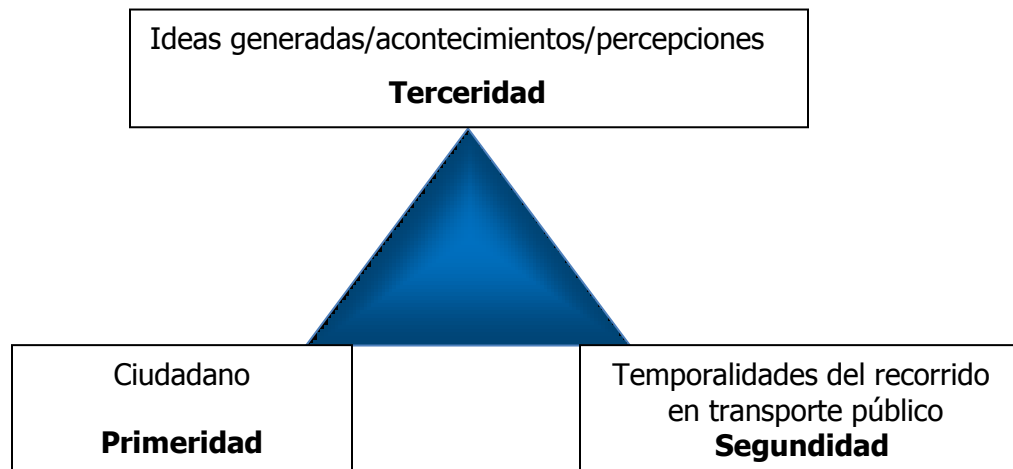 Ideas generadas/acontecimientos/percepciones
Terceridad
Ciudadano
Primeridad
Temporalidades del recorrido
en transporte público
Segundidad